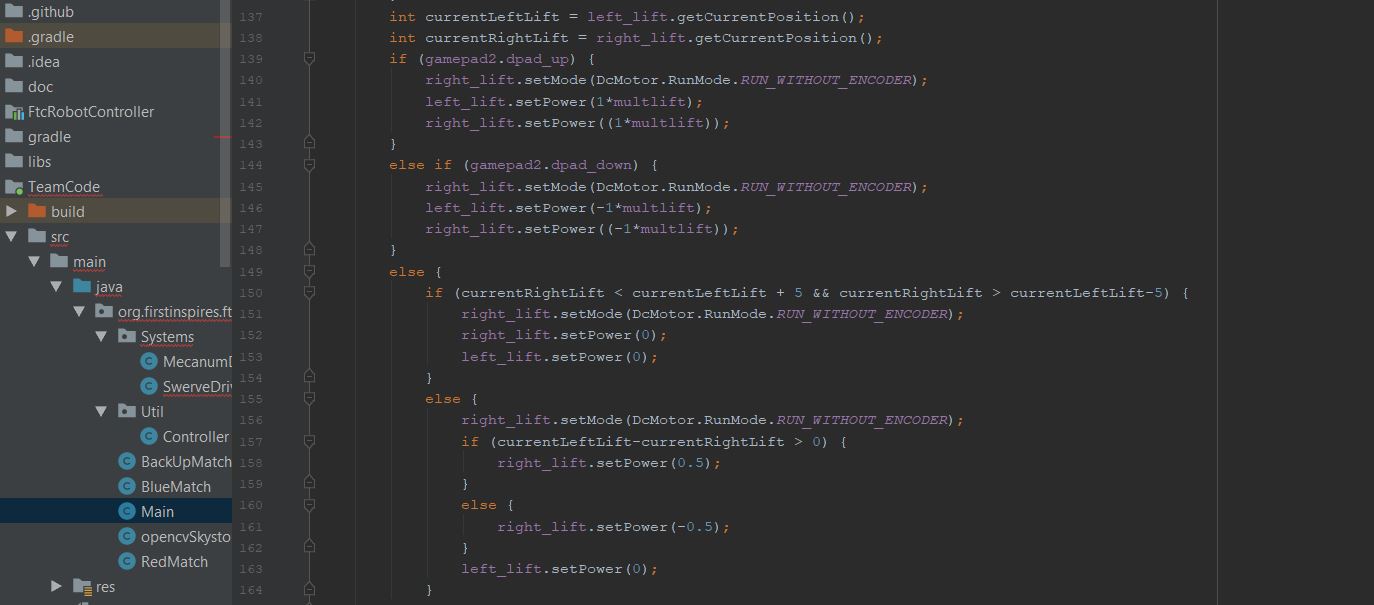 .github
.gradle
.idea
doc
FtcRobotController
gradle
libs
TeamCode
build
src
main
java
org.firstinspires.ft
Systems
MecanumD
SwerveDri
Util
Controller
BackUpMatch
BlueMatch
Main
opencvSkysto
RedMatch
res
137 int currentLeftLift = left_lift.getCurrentPosition();
138 int currentRightLift = right_lift.getCurrentPosition();
139 if (gamepad2.dpad_up) {
140 right_lift.setMode(DcMotor.RunMode.RUN_WITHOUT_ENCODER);
141 left_lift.setPower(1*multlift);
142 right_lift.setPower((1*multlift));
143 }
144 else if (gamepad2.dpad_down) {
145 right_lift.setMode(DcMotor.RunMode.RUN_WITHOUT_ENCODER);
146 left_lift.setPower(-1*multlift);
147 right_lift.setPower((-1*multlift));
148 }
149 else {
150 if (currentRightLift < currentLeftLift + 5 && currentRightLift > currentLeftLift-5) {
151 right_lift.setMode(DcMotor.RunMode.RUN_WITHOUT_ENCODER);
152 right_lift.setPower(0);
153 left_lift.setPower(0);
154 }
155 else {
156 right_lift.setMode(DcMotor.RunMode.RUN_WITHOUT_ENCODER);
157 if (currentLeftLift-currentRightLift > 0) {
158 right_lift.setPower(0.5);
159 }
160 else {
161 right_lift.setPower(-0.5);
162 }
163 left_lift.setPower(0);
164 }